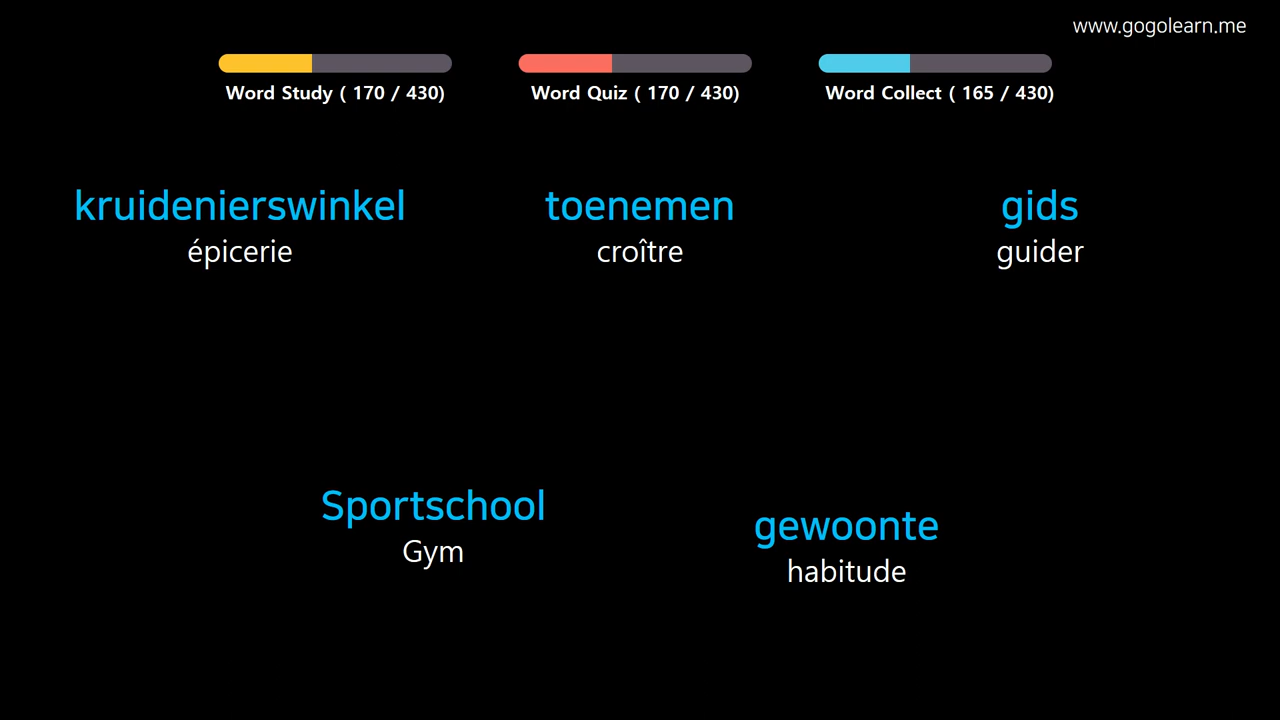 www.gogolearn.me
Word Study ( 170 / 430)
Word Quiz ( 170 / 430)
Word Collect ( 165 / 430)
kruidenierswinkel
épicerie
toenemen
croître
gids
guider
Sportschool
Gym
gewoonte
habitude